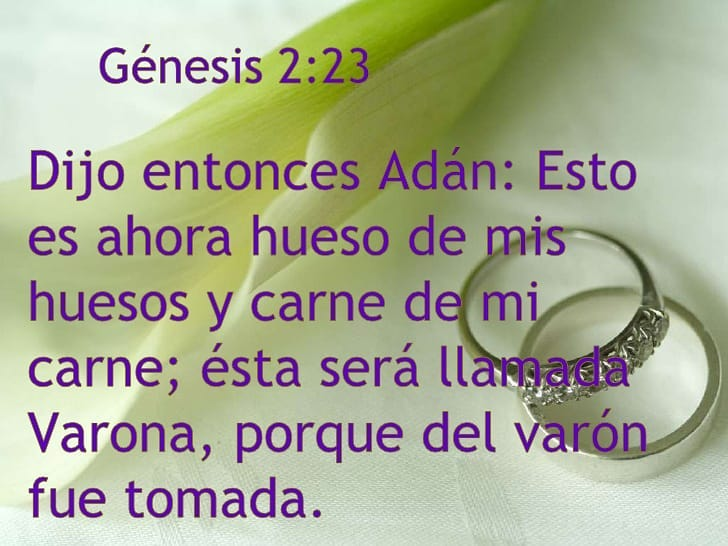 Génesis 2:23
Dijo entonces Adán: Esto
es ahora hueso de mis
huesos y carne de mi
carne; ésta será llamada
Varona, porque del varón
fue tomada.